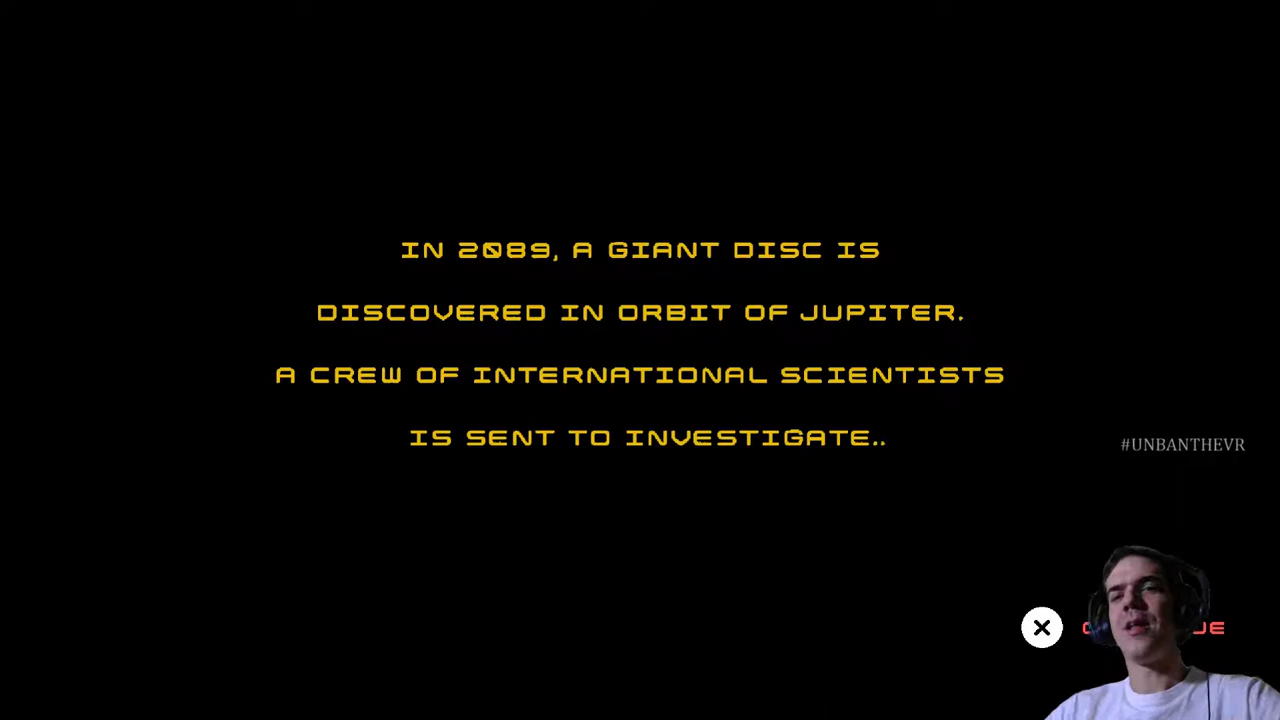 IN 2089, A GIANT DISC IS
DISCOVERED IN ORBIT OF JUPITER.
A CREW OF INTERNATIONAL SCIENTISTS
IS SENT TO INVESTIGATE..
#UNBANTHEVR